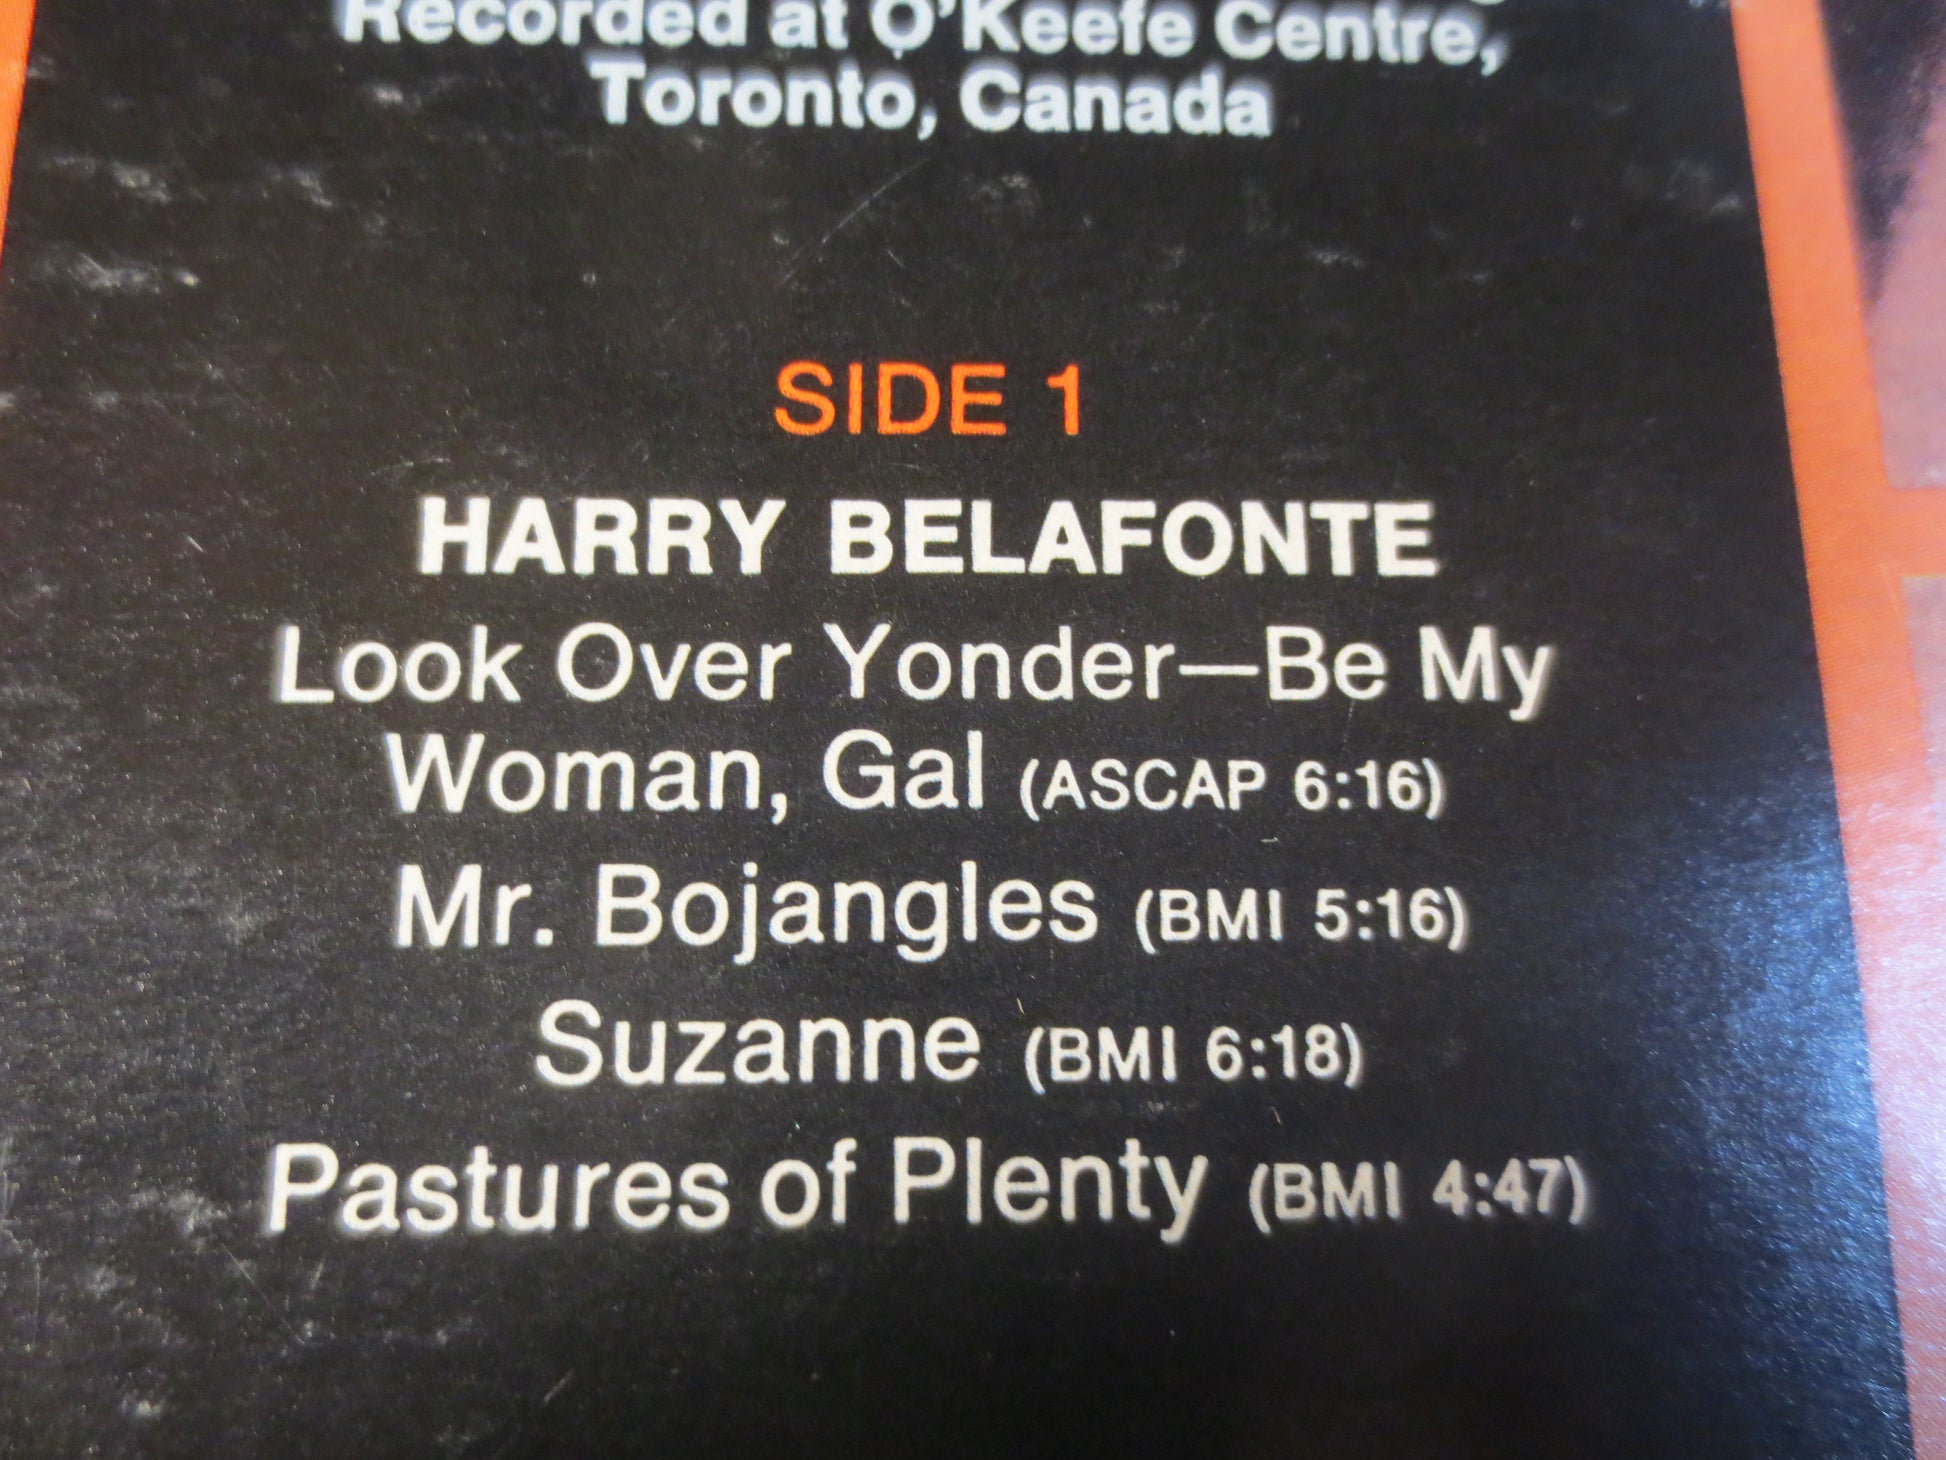 Recorded at O'Keefe Centre,
Toronto, Canada
SIDE 1
HARRY BELAFONTE
Look Over Yonder—Be My
Woman, Gal (ASCAP 6:16)
Mr. Bojangles (BMI 5:16)
Suzanne (BMI 6:18)
Pastures of Plenty (BMI 4:47)